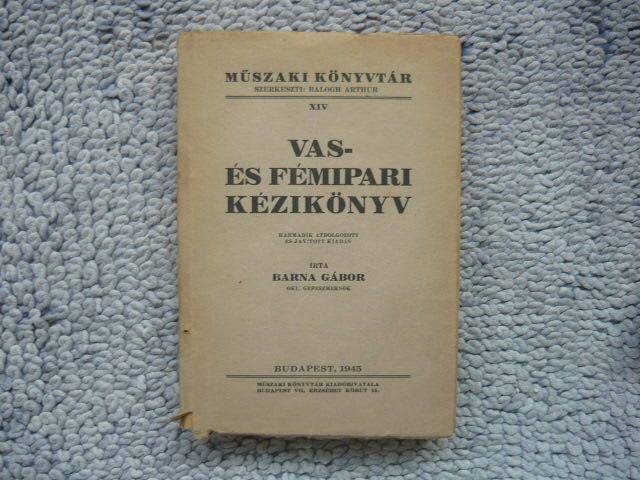 MŰSZAKI KÖNYVTÁR
SZERKESZTI: BALOGH ARTHUR
XIV
VAS-
ÉS FÉMIPARI
KÉZIKÖNYV
HARMADIK ÁTDOLGOZOTT
ÉS JAVÍTOTT KIADÁS
ÍRTA
BARNA GÁBOR
OKL. GÉPÉSZMÉRNÖK
BUDAPEST, 1945
MŰSZAKI KÖNYVTÁR KIADÓHIVATALA
BUDAPEST VII, ERZSÉBET KÖRÚT